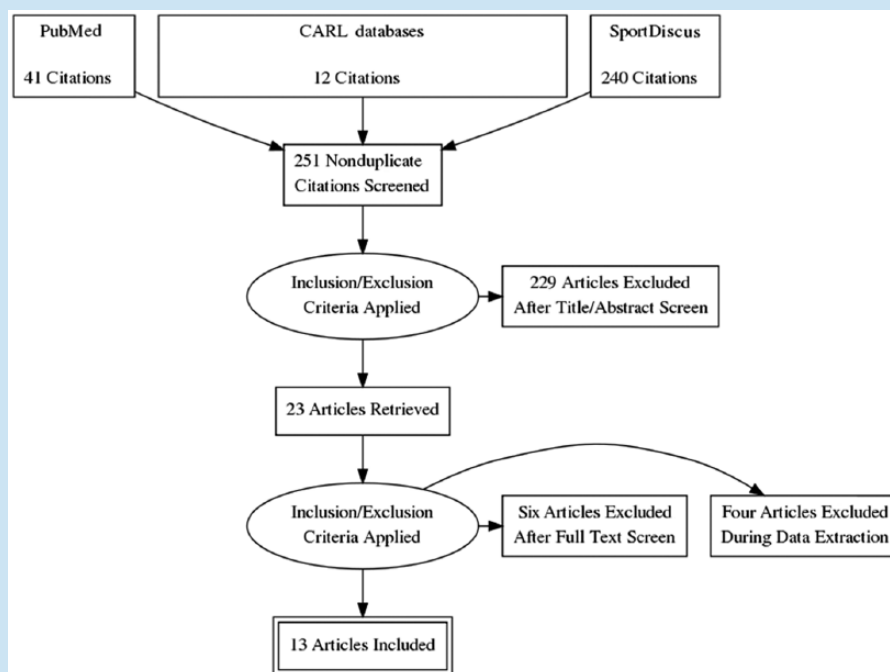 PubMed
41 Citations
CARL databases
12 Citations
SportDiscus
240 Citations
251 Nonduplicate
Citations Screened
Inclusion/Exclusion
Criteria Applied
229 Articles Excluded
After Title/Abstract Screen
23 Articles Retrieved
Inclusion/Exclusion
Criteria Applied
Six Articles Excluded
After Full Text Screen
Four Articles Excluded
During Data Extraction
13 Articles Included